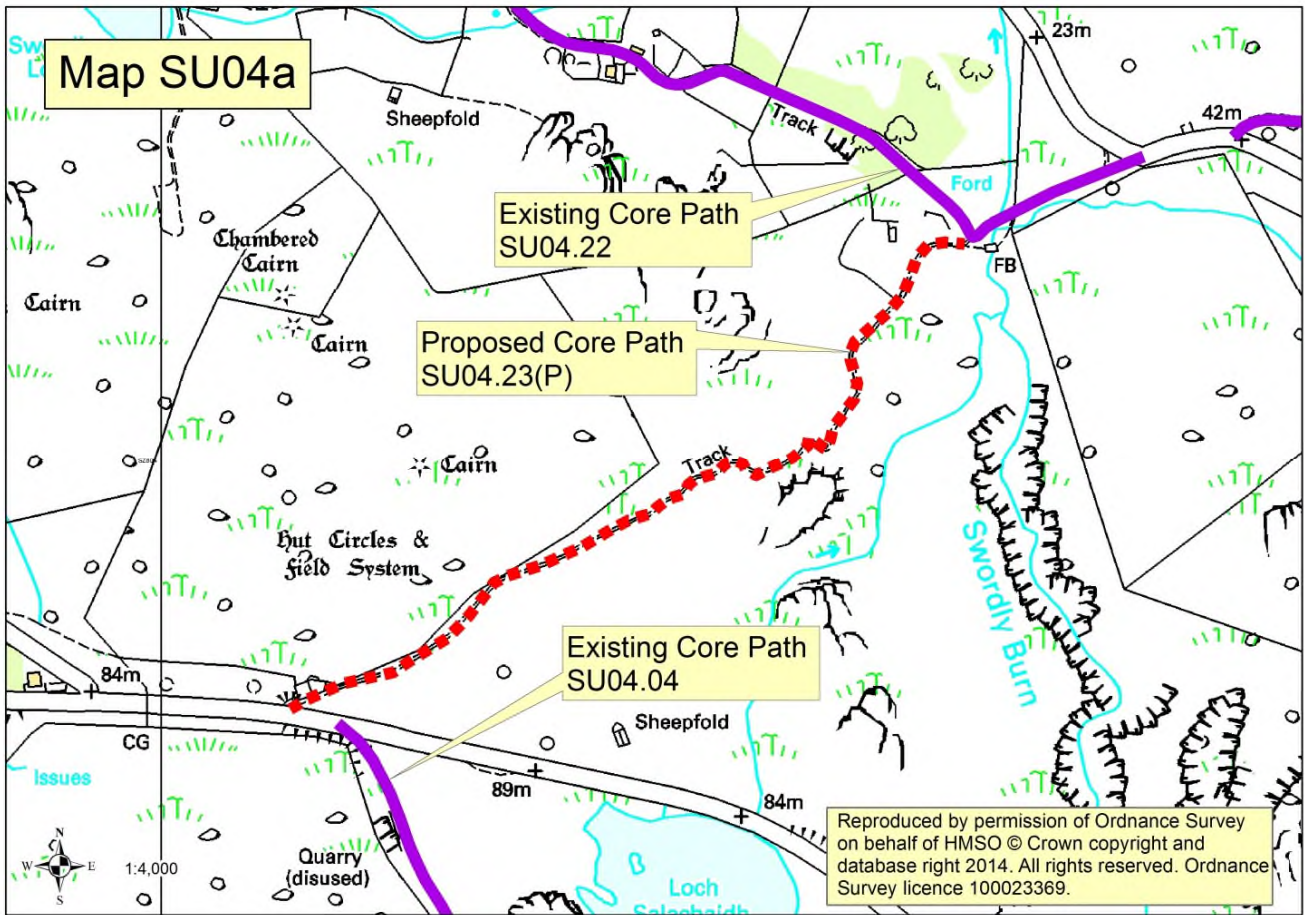 Map SU04a
23m
Sheepfold
Track
42m
Ford
Existing Core Path
SU04.22
Chambered
Cairn
FB
Cairn
Cairn
Proposed Core Path
SU04.23(P)
Cairn
Track
Hut Circles &
Field System
Swordly Burn
Existing Core Path
SU04.04
84m
Sheepfold
CG
Issues
89m
84m
Reproduced by permission of Ordnance Survey
on behalf of HMSO © Crown copyright and
database right 2014. All rights reserved. Ordnance
Survey licence 100023369.
N
W E
S
1:4,000
Quarry
(disused)
Loch